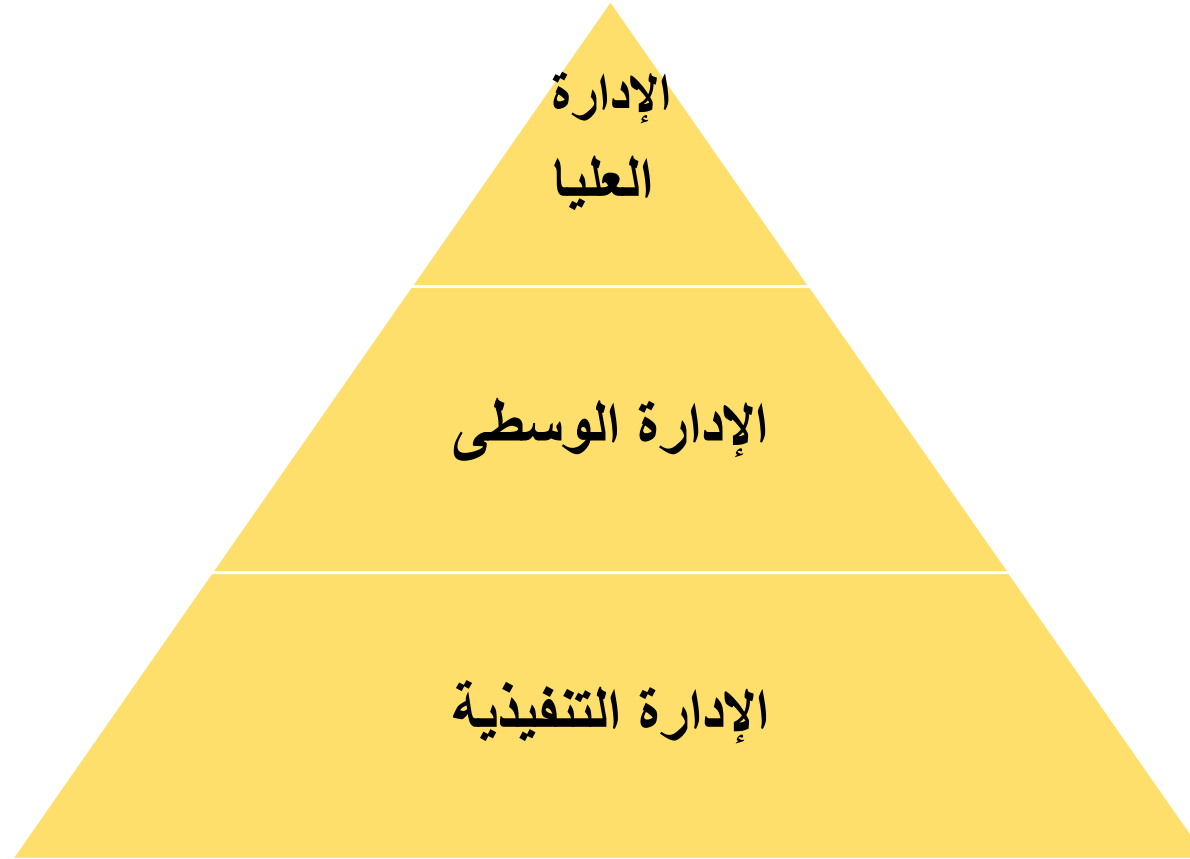 الإدارة
العليا
الإدارة الوسطى
الإدارة التنفيذية